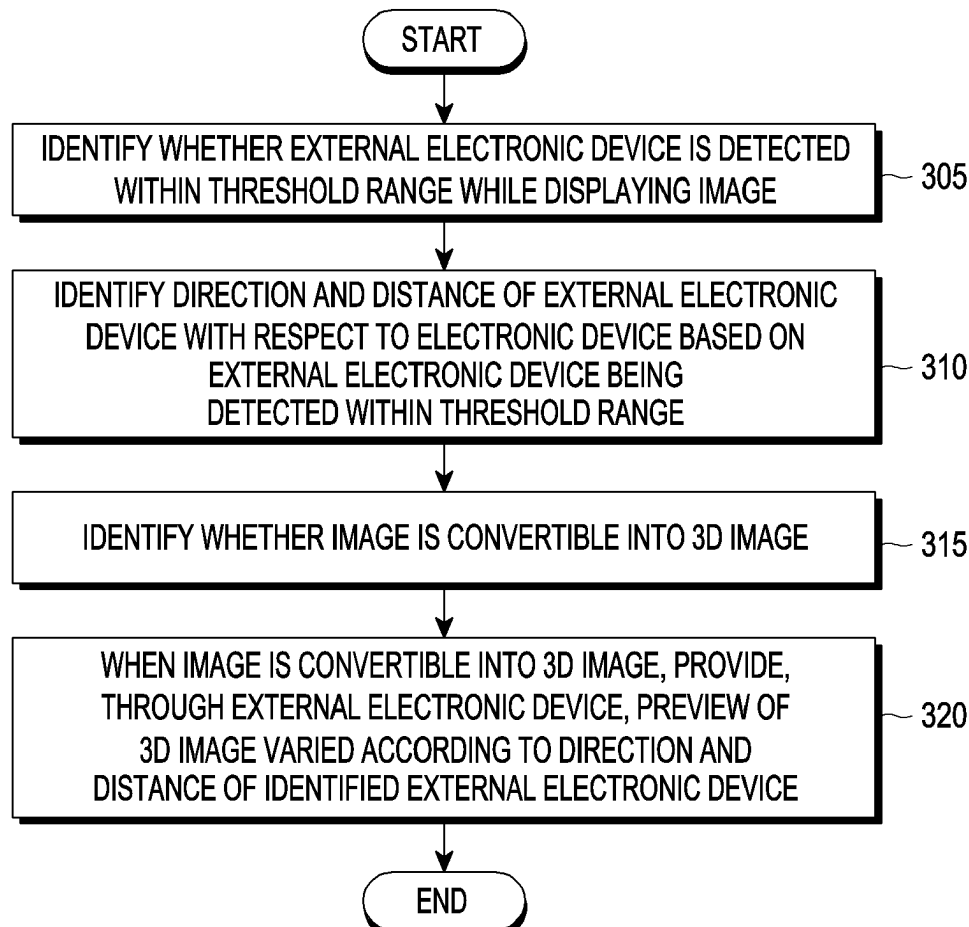 START
IDENTIFY WHETHER EXTERNAL ELECTRONIC DEVICE IS DETECTED
WITHIN THRESHOLD RANGE WHILE DISPLAYING IMAGE
305
IDENTIFY DIRECTION AND DISTANCE OF EXTERNAL ELECTRONIC
DEVICE WITH RESPECT TO ELECTRONIC DEVICE BASED ON
EXTERNAL ELECTRONIC DEVICE BEING
DETECTED WITHIN THRESHOLD RANGE
310
IDENTIFY WHETHER IMAGE IS CONVERTIBLE INTO 3D IMAGE
315
WHEN IMAGE IS CONVERTIBLE INTO 3D IMAGE, PROVIDE,
THROUGH EXTERNAL ELECTRONIC DEVICE, PREVIEW OF
3D IMAGE VARIED ACCORDING TO DIRECTION AND
DISTANCE OF IDENTIFIED EXTERNAL ELECTRONIC DEVICE
320
END